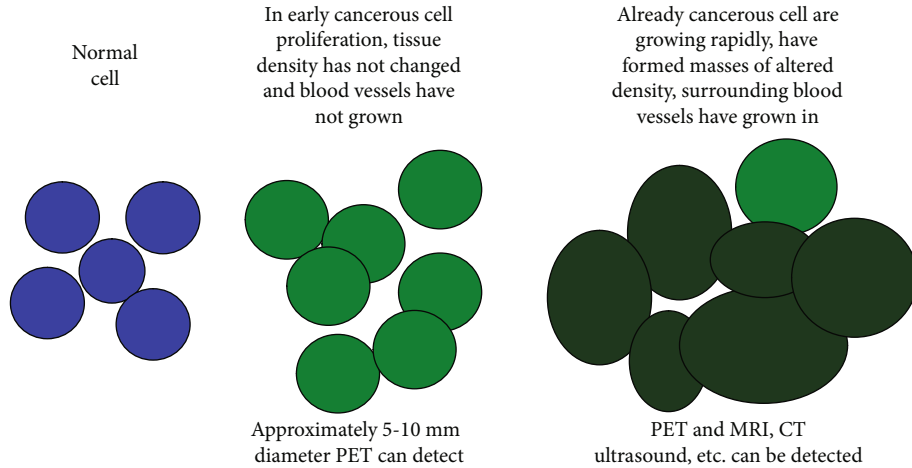 Normal
cell
In early cancerous cell
proliferation, tissue
density has not changed
and blood vessels have
not grown
Already cancerous cell are
growing rapidly, have
formed masses of altered
density, surrounding blood
vessels have grown in
Approximately 5-10 mm
diameter PET can detect
PET and MRI, CT
ultrasound, etc. can be detected